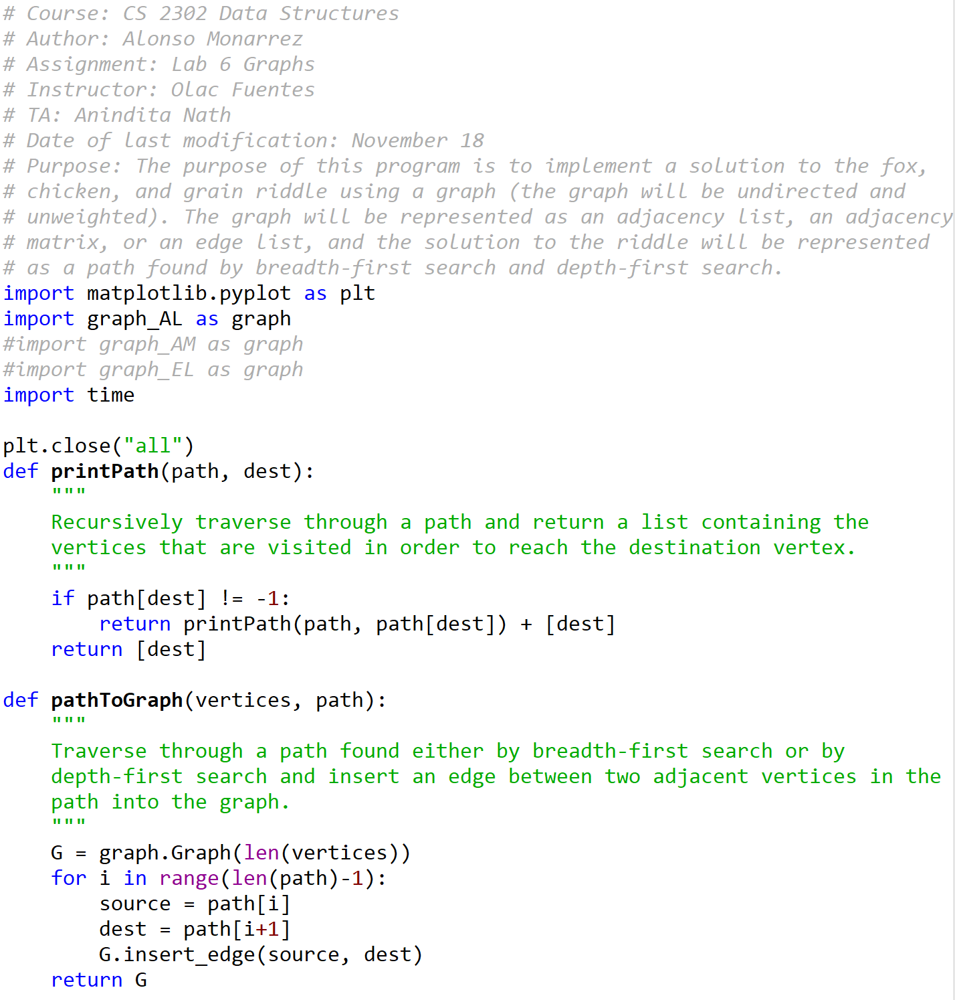 # Course: CS 2302 Data Structures
# Author: Alonso Monarrez
# Assignment: Lab 6 Graphs
# Instructor: Olac Fuentes
# TA: Anindita Nath
# Date of last modification: November 18
# Purpose: The purpose of this program is to implement a solution to the fox,
# chicken, and grain riddle using a graph (the graph will be undirected and
# unweighted). The graph will be represented as an adjacency list, an adjacency
# matrix, or an edge list, and the solution to the riddle will be represented
# as a path found by breadth-first search and depth-first search.
import matplotlib.pyplot as plt
import graph_AL as graph
#import graph_AM as graph
#import graph_EL as graph
import time

plt.close("all")
def printPath(path, dest):
    """
    Recursively traverse through a path and return a list containing the
    vertices that are visited in order to reach the destination vertex.
    """
    if path[dest] != -1:
        return printPath(path, path[dest]) + [dest]
    return [dest]

def pathToGraph(vertices, path):
    """
    Traverse through a path found either by breadth-first search or by
    depth-first search and insert an edge between two adjacent vertices in the
    path into the graph.
    """
    G = graph.Graph(len(vertices))
    for i in range(len(path)-1):
        source = path[i]
        dest = path[i+1]
        G.insert_edge(source, dest)
    return G